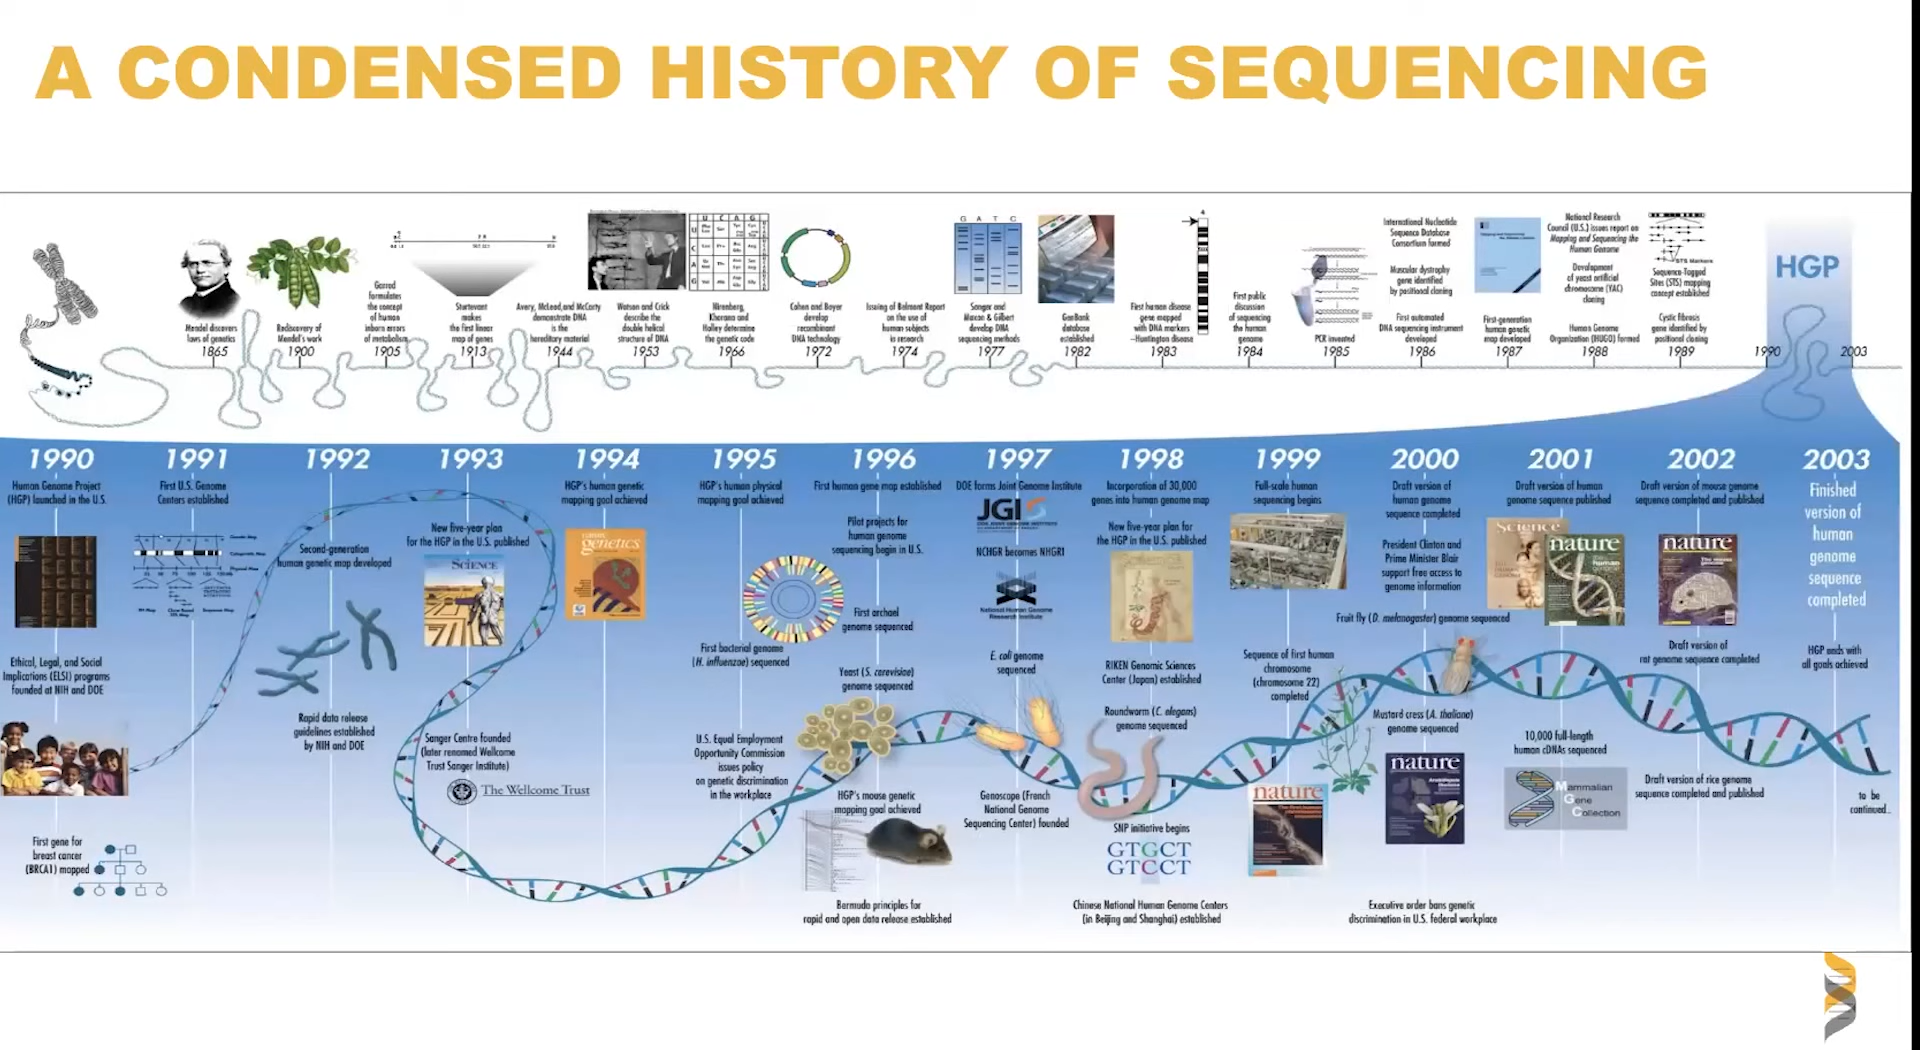 A CONDENSED HISTORY OF SEQUENCING
Mendel discovers
laws of genetics
1865
Rediscovery of
Mendel's work
1900
Garrod
formulates
the concept
of human
inborn errors
of metabolism
1905
Sturtevant
makes
the first linear
map of genes
1913
Avery, McLeod, and McCarty
demonstrate DNA
is the
hereditary material
1944
Watson and Crick
describe the
double helical
structure of DNA
1953
U C A G
U
C
A
G
Nirenberg,
Khorana and
Holley determine
the genetic code
1966
Cohen and Boyer
develop
recombinant
DNA technology
1972
Issuing of Belmont Report
on the use of
human subjects
in research
1974
G A T C
Sanger and
Maxam & Gilbert
develop DNA
sequencing methods
1977
GenBank
database
established
1982
4
First human disease
gene mapped
with DNA markers
–Huntington disease
1983
First public
discussion
of sequencing
the human
genome
1984
PCR invented
1985
International Nucleotide
Sequence Database
Consortium formed
Muscular dystrophy
gene identified
by positional cloning
First automated
DNA sequencing instrument
developed
1986
First-generation
human genetic
map developed
1987
National Research
Council (U.S.) issues report on
Mapping and Sequencing the
Human Genome
Development
of yeast artificial
chromosome (YAC)
cloning
Human Genome
Organization (HUGO) formed
1988
STS Markers
Sequence-Tagged
Sites (STS) mapping
concept established
Cystic fibrosis
gene identified by
positional cloning
1989
HGP
1990
2003
1990
Human Genome Project
(HGP) launched in the U.S.
Ethical, Legal, and Social
Implications (ELSI) programs
founded at NIH and DOE
First gene for
breast cancer
(BRCA1) mapped
1991
First U.S. Genome
Centers established
1992
Second-generation
human genetic map developed
Rapid data release
guidelines established
by NIH and DOE
1993
New five-year plan
for the HGP in the U.S. published
SCIENCE
Sanger Centre founded
(later renamed Wellcome
Trust Sanger Institute)
The Wellcome Trust
1994
HGP's human genetic
mapping goal achieved
genetics
1995
HGP's human physical
mapping goal achieved
First bacterial genome
(H. influenzae) sequenced
U.S. Equal Employment
Opportunity Commission
issues policy
on genetic discrimination
in the workplace
1996
First human gene map established
Pilot projects for
human genome
sequencing begin in U.S.
First archaeal
genome sequenced
Yeast (S. cerevisiae)
genome sequenced
HGP's mouse genetic
mapping goal achieved
Bermuda principles for
rapid and open data release established
1997
DOE forms Joint Genome Institute
JGI
NCHGR becomes NHGRI
National Human Genome
Research Institute
E. coli genome
sequenced
Genoscope (French
National Genome
Sequencing Center) founded
1998
Incorporation of 30,000
genes into human genome map
New five-year plan for
the HGP in the U.S. published
RIKEN Genomic Sciences
Center (Japan) established
Roundworm (C. elegans)
genome sequenced
SNP initiative begins
GTGCT
GTCCT
Chinese National Human Genome Centers
(in Beijing and Shanghai) established
1999
Full-scale human
sequencing begins
Sequence of first human
chromosome
(chromosome 22)
completed
nature
2000
Draft version of
human genome
sequence completed
President Clinton and
Prime Minister Blair
support free access to
genome information
Fruit fly (D. melanogaster) genome sequenced
Mustard cress (A. thaliana)
genome sequenced
nature
Executive order bans genetic
discrimination in U.S. federal workplace
2001
Draft version of human
genome sequence published
Science
nature
human
genome
10,000 full-length
human cDNAs sequenced
Mammalian
Gene
Collection
2002
Draft version of mouse genome
sequence completed and published
nature
Draft version of
rat genome sequence completed
Draft version of rice genome
sequence completed and published
2003
Finished
version of
human
genome
sequence
completed
HGP ends with
all goals achieved
to be
continued...